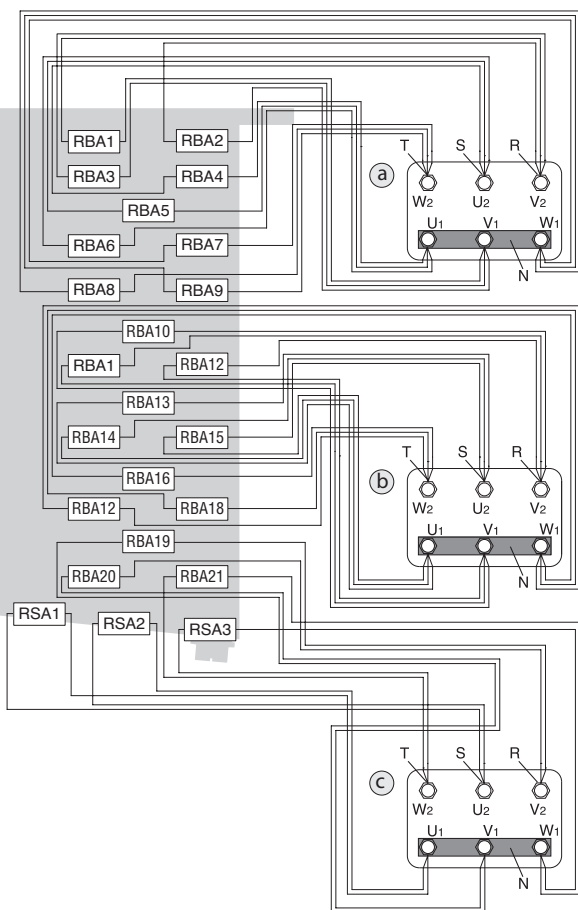 RBA1 RBA2
RBA3 RBA4
RBA5
RBA6 RBA7
RBA8 RBA9
a
T S R
W2 U2 V2
U1 V1 W1
N
RBA10
RBA1 RBA12
RBA13
RBA14 RBA15
RBA16
RBA12 RBA18
RBA19
RBA20 RBA21
b
T S R
W2 U2 V2
U1 V1 W1
N
RSA1 RSA2 RSA3
c
T S R
W2 U2 V2
U1 V1 W1
N